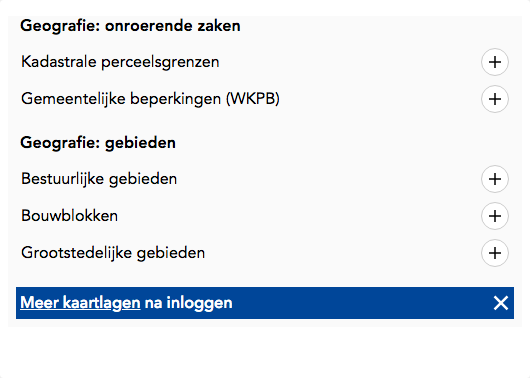 Geografie: onroerende zaken
Kadastrale perceelsgrenzen
Gemeentelijke beperkingen (WKPB)
Geografie: gebieden
Bestuurlijke gebieden
Bouwblokken
Grootstedelijke gebieden
Meer kaartlagen na inloggen